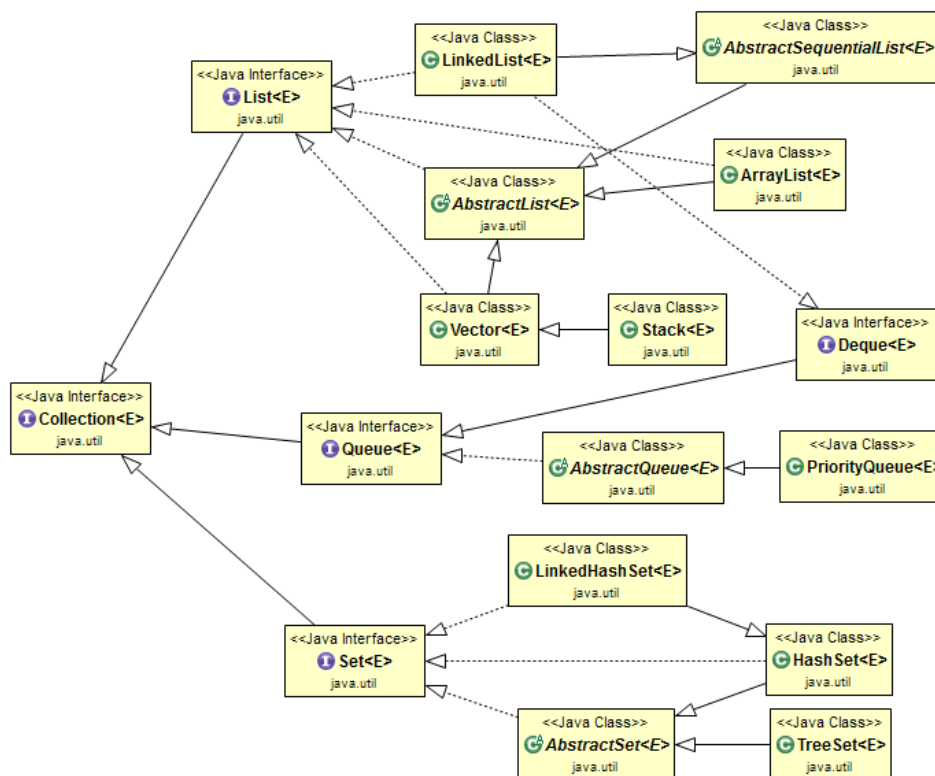 <<Java Class>>
LinkedList<E>
java.util
<<Java Class>>
AbstractSequentialList<E>
java.util
<<Java Interface>>
List<E>
java.util
<<Java Class>>
ArrayList<E>
java.util
<<Java Class>>
AbstractList<E>
java.util
<<Java Class>>
Vector<E>
java.util
<<Java Class>>
Stack<E>
java.util
<<Java Interface>>
Deque<E>
java.util
<<Java Interface>>
Collection<E>
java.util
<<Java Interface>>
Queue<E>
java.util
<<Java Class>>
AbstractQueue<E>
java.util
<<Java Class>>
PriorityQueue<E>
java.util
<<Java Class>>
LinkedHashSet<E>
java.util
<<Java Interface>>
Set<E>
java.util
<<Java Class>>
HashSet<E>
java.util
<<Java Class>>
AbstractSet<E>
java.util
<<Java Class>>
TreeSet<E>
java.util